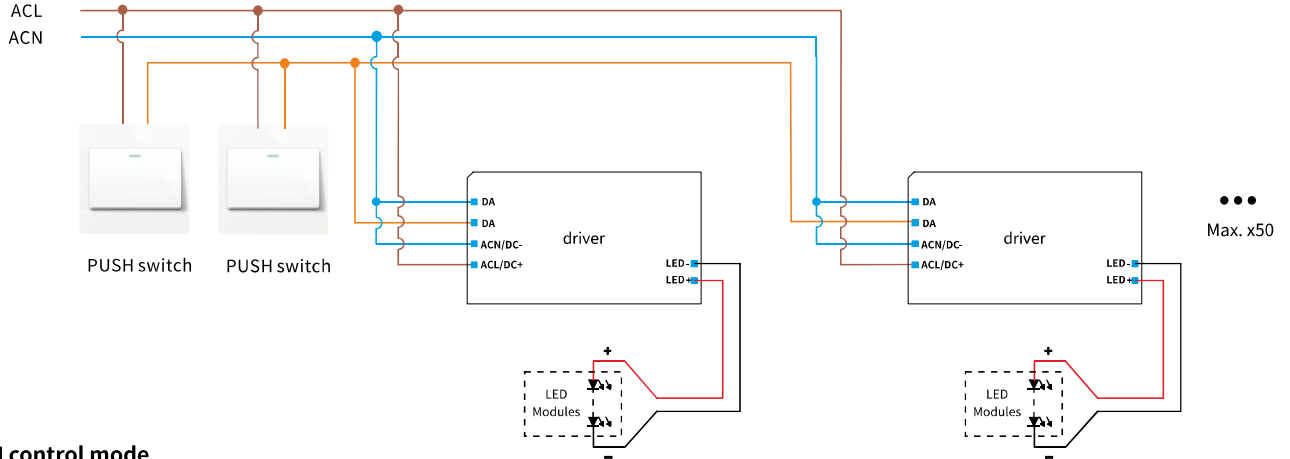 ACL
ACN
PUSH switch
PUSH switch
DA
DA
ACN/DC-
ACL/DC+
driver
LED-
LED+
+
LED
Modules
-
DA
DA
ACN/DC-
ACL/DC+
driver
LED-
LED+
+
LED
Modules
-
•••
Max. x50
control mode